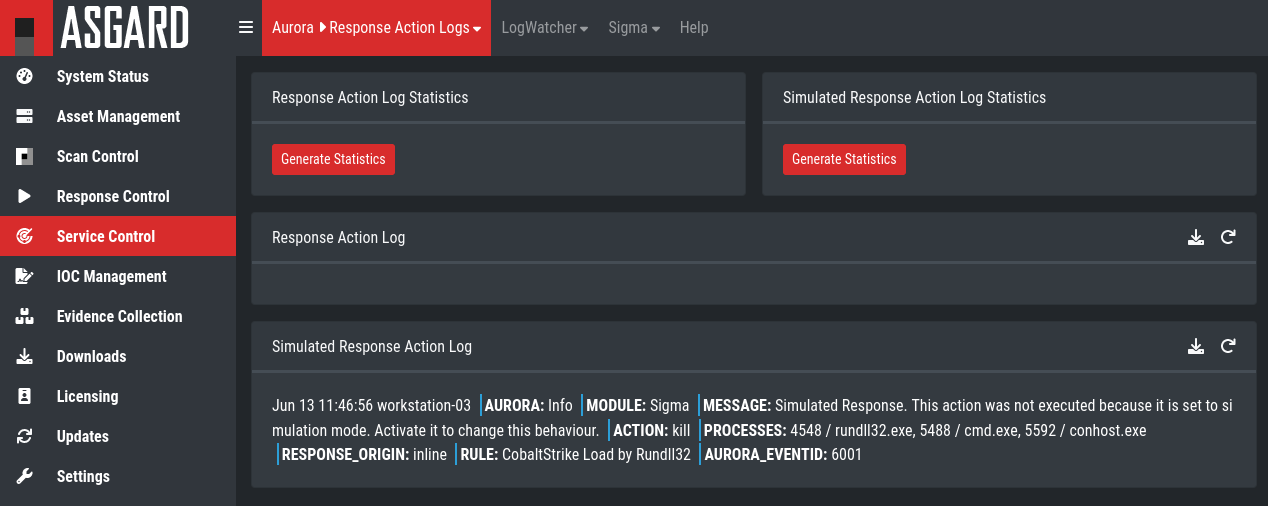 ASGARD
Aurora Response Action Logs LogWatcher Sigma Help
System Status
Asset Management
Scan Control
Response Control
Service Control
IOC Management
Evidence Collection
Downloads
Licensing
Updates
Settings
Response Action Log Statistics
Generate Statistics
Simulated Response Action Log Statistics
Generate Statistics
Response Action Log
Simulated Response Action Log
Jun 13 11:46:56 workstation-03 AURORA: Info MODULE: Sigma MESSAGE: Simulated Response. This action was not executed because it is set to si
mulation mode. Activate it to change this behaviour. ACTION: kill PROCESSES: 4548 / rundll32.exe, 5488 / cmd.exe, 5592 / conhost.exe
RESPONSE_ORIGIN: inline RULE: CobaltStrike Load by Rundll32 AURORA_EVENTID: 6001